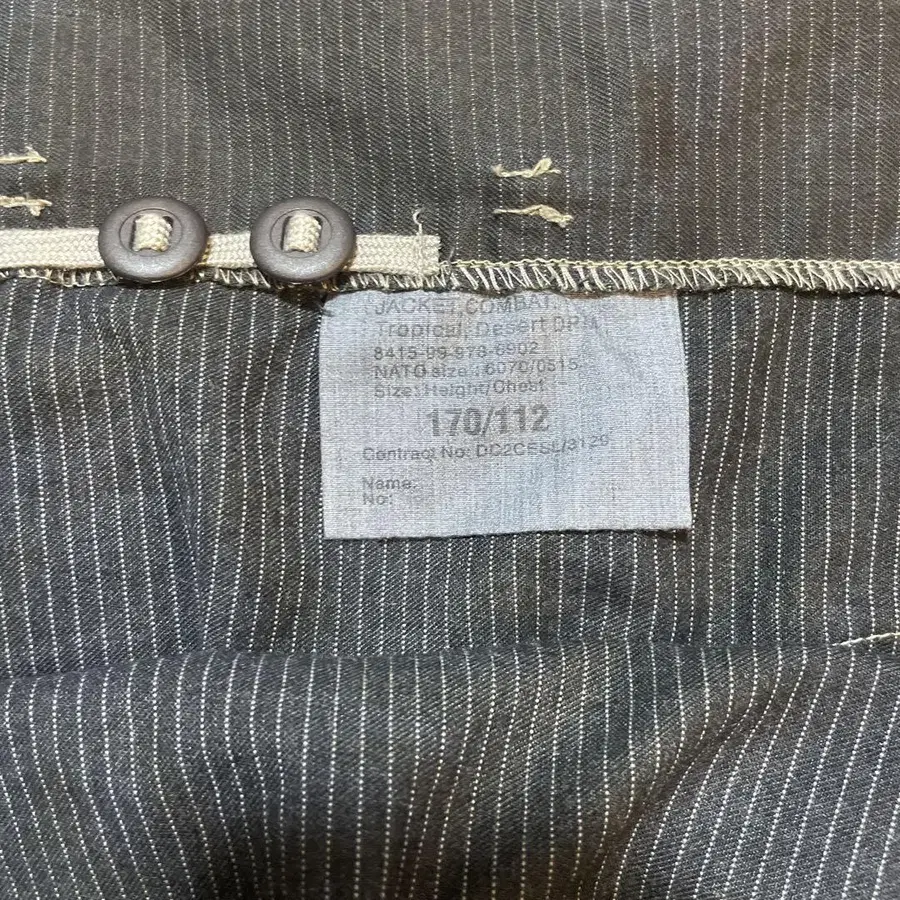 JACKET, COMBAT,
Tropical, Desert DPM
8415-99-978-6902
NATO size: 6070/0515
Size: Height/Chest
170/112
Contract No: DC2CESL/3129
Name:
No: